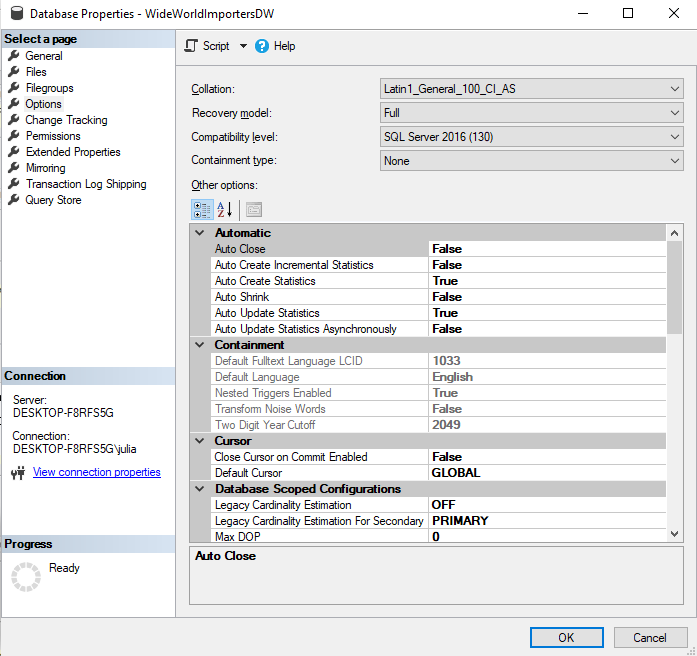 Database Properties - WideWorldImportersDW
Select a page
General
Files
Filegroups
Options
Change Tracking
Permissions
Extended Properties
Mirroring
Transaction Log Shipping
Query Store
Connection
Server:
DESKTOP-F8RFS5G
Connection:
DESKTOP-F8RFS5G\julia
View connection properties
Progress
Ready
Script Help
Collation: Latin1_General_100_CI_AS
Recovery model: Full
Compatibility level: SQL Server 2016 (130)
Containment type: None
Other options:
Automatic
Auto Close False
Auto Create Incremental Statistics False
Auto Create Statistics True
Auto Shrink False
Auto Update Statistics True
Auto Update Statistics Asynchronously False
Containment
Default Fulltext Language LCID 1033
Default Language English
Nested Triggers Enabled True
Transform Noise Words False
Two Digit Year Cutoff 2049
Cursor
Close Cursor on Commit Enabled False
Default Cursor GLOBAL
Database Scoped Configurations
Legacy Cardinality Estimation OFF
Legacy Cardinality Estimation For Secondary PRIMARY
Max DOP 0
Auto Close
OK Cancel